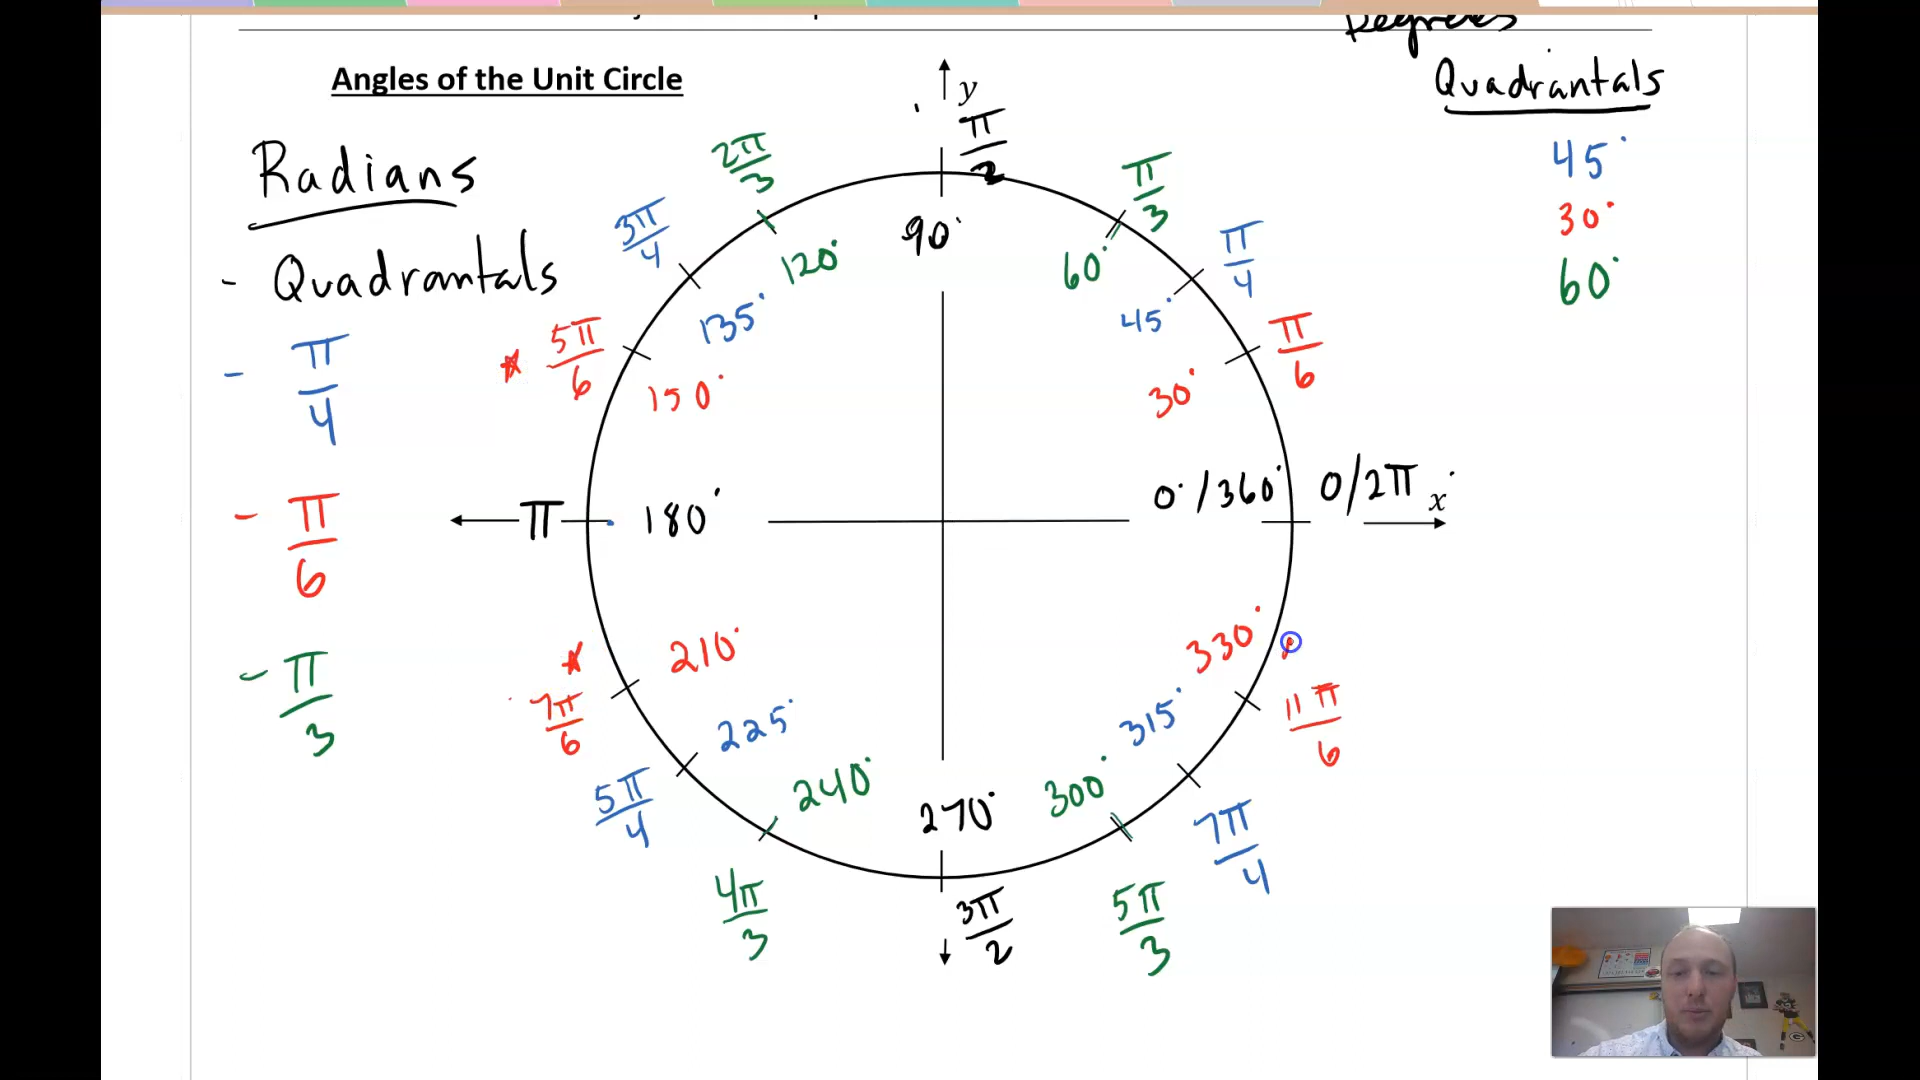 Degrees
Angles of the Unit Circle
Quadrantals
45°
30°
60°
Radians
- Quadrantals
- π/4
- π/6
- π/3
y
π/2
2π/3
π/3
3π/4
π/4
90°
120°
60°
5π/6
135°
45°
π/6
150°
30°
π
180°
0°/360°
0/2π
x
210°
330°
7π/6
225°
315°
11π/6
5π/4
240°
270°
300°
7π/4
4π/3
3π/2
5π/3